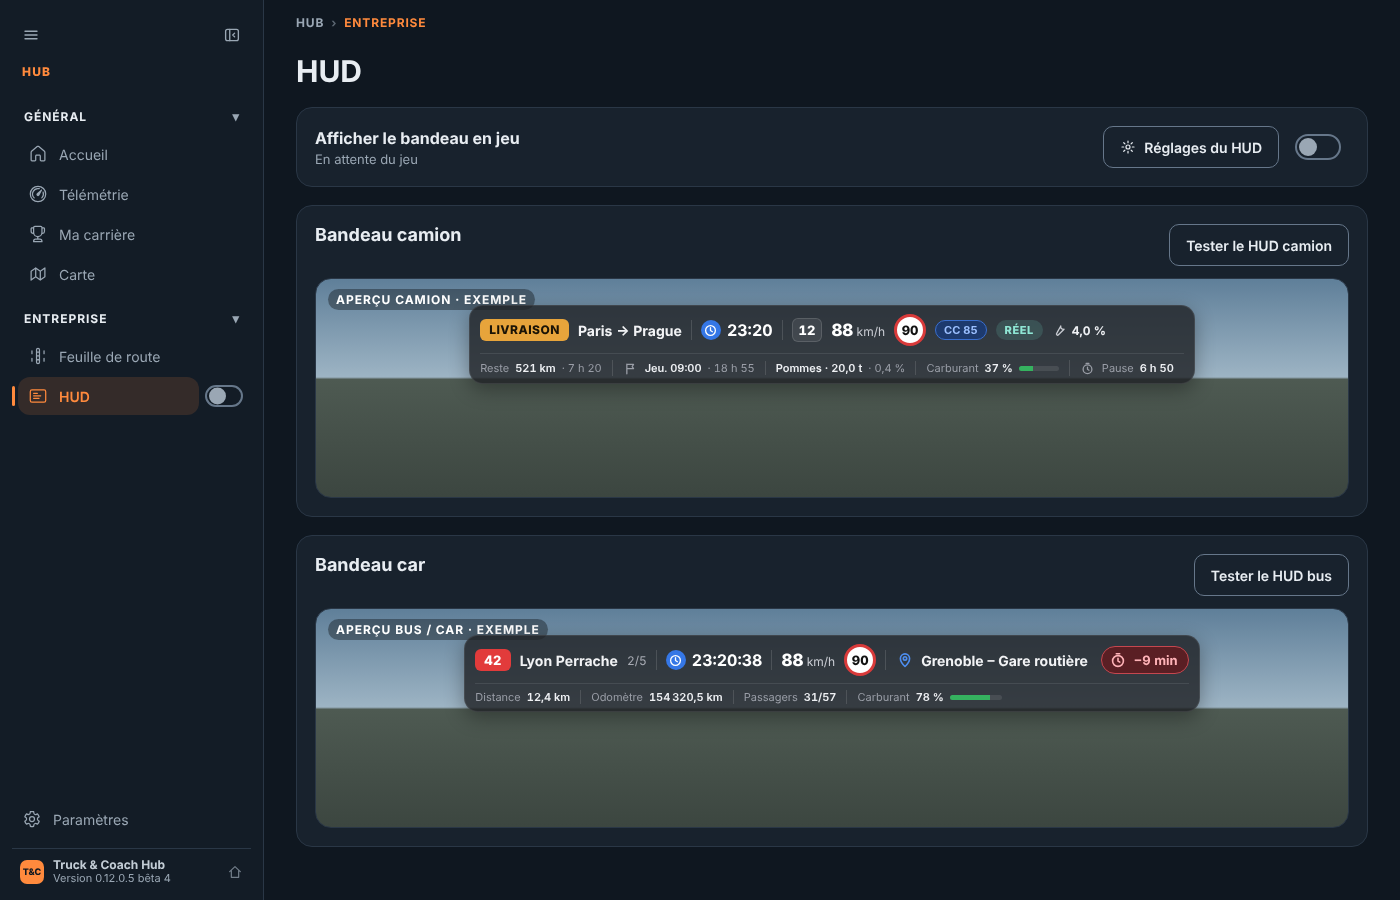 HUB › ENTREPRISE
HUB
GÉNÉRAL ▼
Accueil
Télémétrie
Ma carrière
Carte
ENTREPRISE ▼
Feuille de route
HUD
Paramètres
T&C
Truck & Coach Hub
Version 0.12.0.5 bêta 4
HUD
Afficher le bandeau en jeu
En attente du jeu
Réglages du HUD
Bandeau camion
Tester le HUD camion
APERÇU CAMION · EXEMPLE
LIVRAISON Paris → Prague 23:20 12 88 km/h 90 CC 85 RÉEL 4,0 %
Reste 521 km · 7 h 20 Jeu. 09:00 · 18 h 55 Pommes · 20,0 t · 0,4 % Carburant 37 % Pause 6 h 50
Bandeau car
Tester le HUD bus
APERÇU BUS / CAR · EXEMPLE
42 Lyon Perrache 2/5 23:20:38 88 km/h 90 Grenoble – Gare routière −9 min
Distance 12,4 km Odomètre 154 320,5 km Passagers 31/57 Carburant 78 %